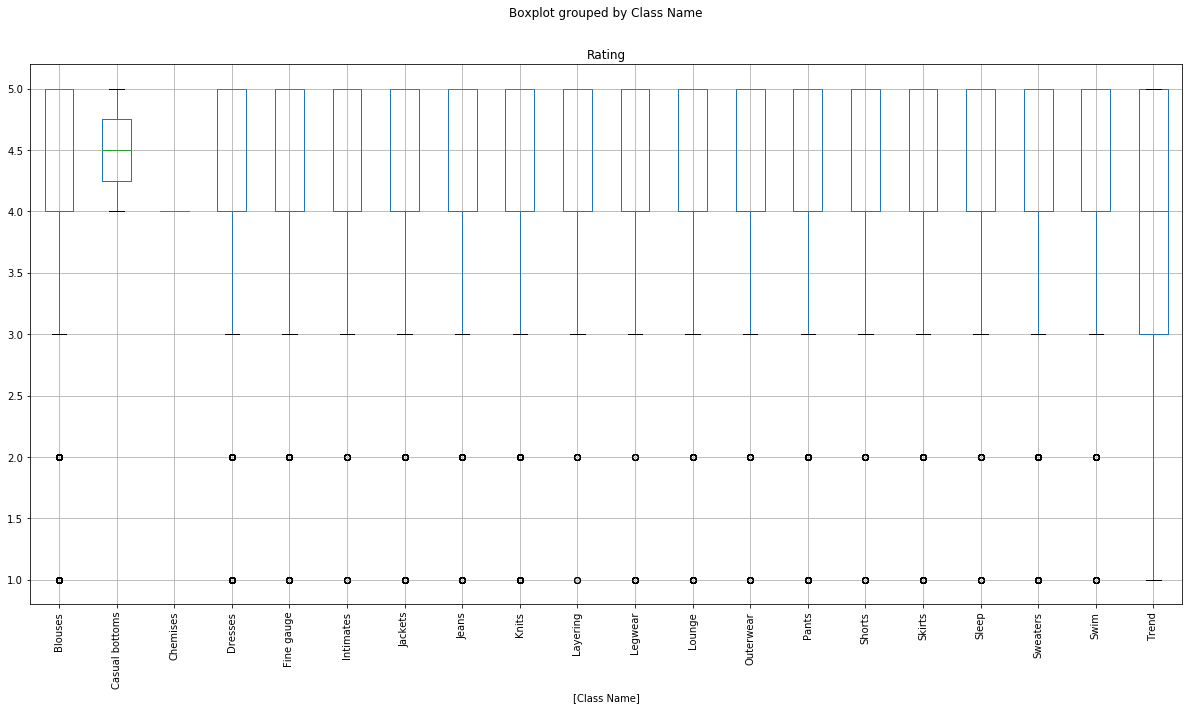 Boxplot grouped by Class Name
Rating
5.0
4.5
4.0
3.5
3.0
2.5
2.0
1.5
1.0
Blouses
Casual bottoms
Chemises
Dresses
Fine gauge
Intimates
Jackets
Jeans
Knits
Layering
Legwear
Lounge
Outerwear
Pants
Shorts
Skirts
Sleep
Sweaters
Swim
Trend
[Class Name]